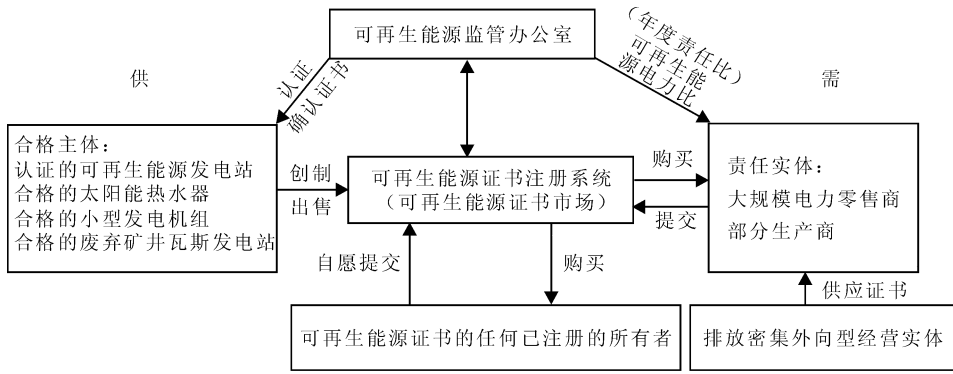 可再生能源监管办公室
供
认证
确认证书
（年度责任比）
可再生能
源电力比
需
合格主体：
认证的可再生能源发电站
合格的太阳能热水器
合格的小型发电机组
合格的废弃矿井瓦斯发电站
创制
出售
可再生能源证书注册系统
（可再生能源证书市场）
购买
提交
责任实体：
大规模电力零售商
部分生产商
自愿提交
购买
供应证书
可再生能源证书的任何已注册的所有者
排放密集外向型经营实体